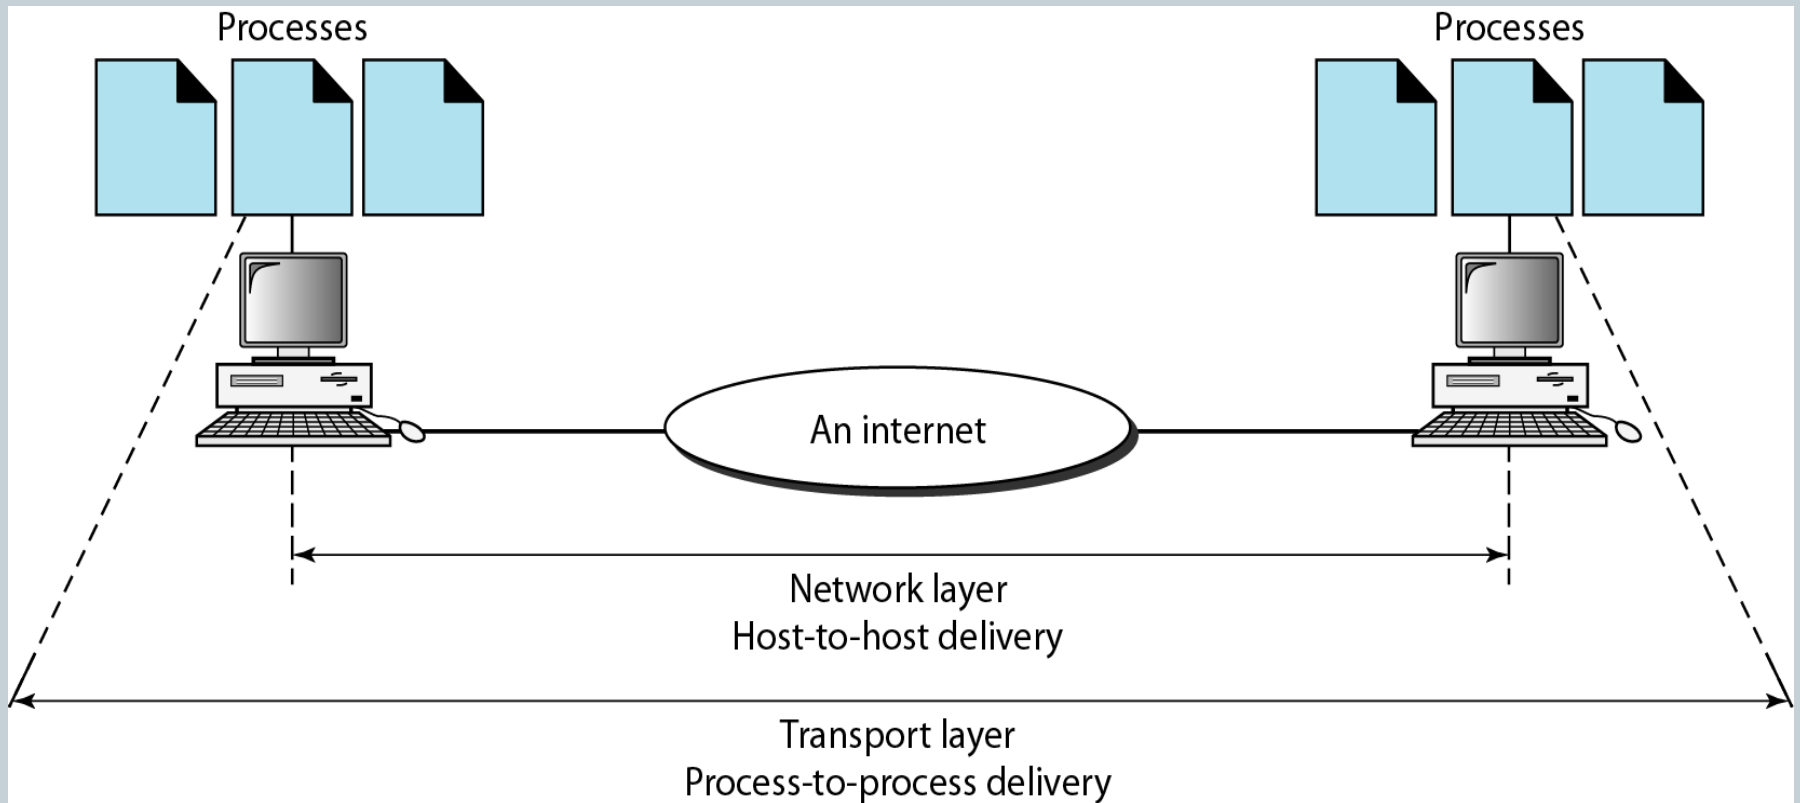 Processes
Processes
An internet
Network layer
Host-to-host delivery
Transport layer
Process-to-process delivery